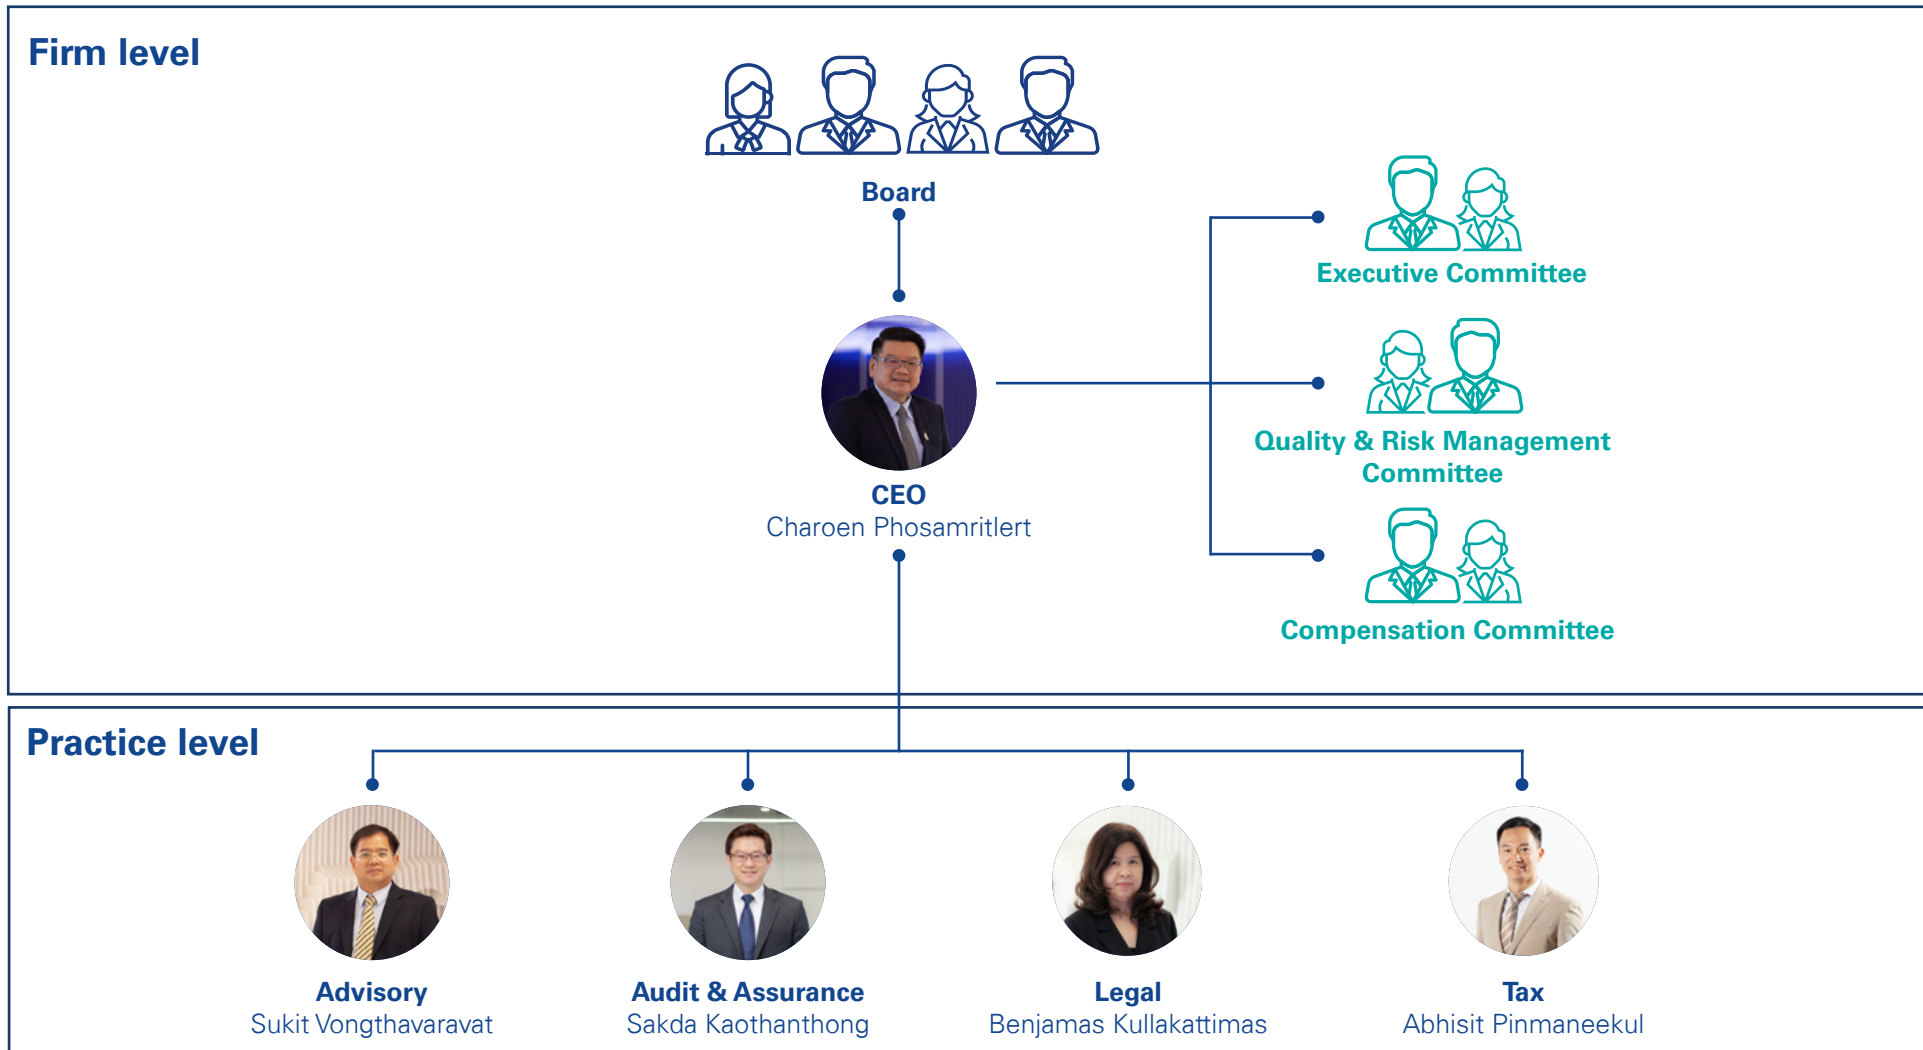 Firm level
Board
Executive Committee
Quality & Risk Management
Committee
CEO
Charoen Phosamritlert
Compensation Committee
Practice level
Advisory
Sukit Vongthavaravat
Audit & Assurance
Sakda Kaothanthong
Legal
Benjamas Kullakattimas
Tax
Abhisit Pinmaneekul